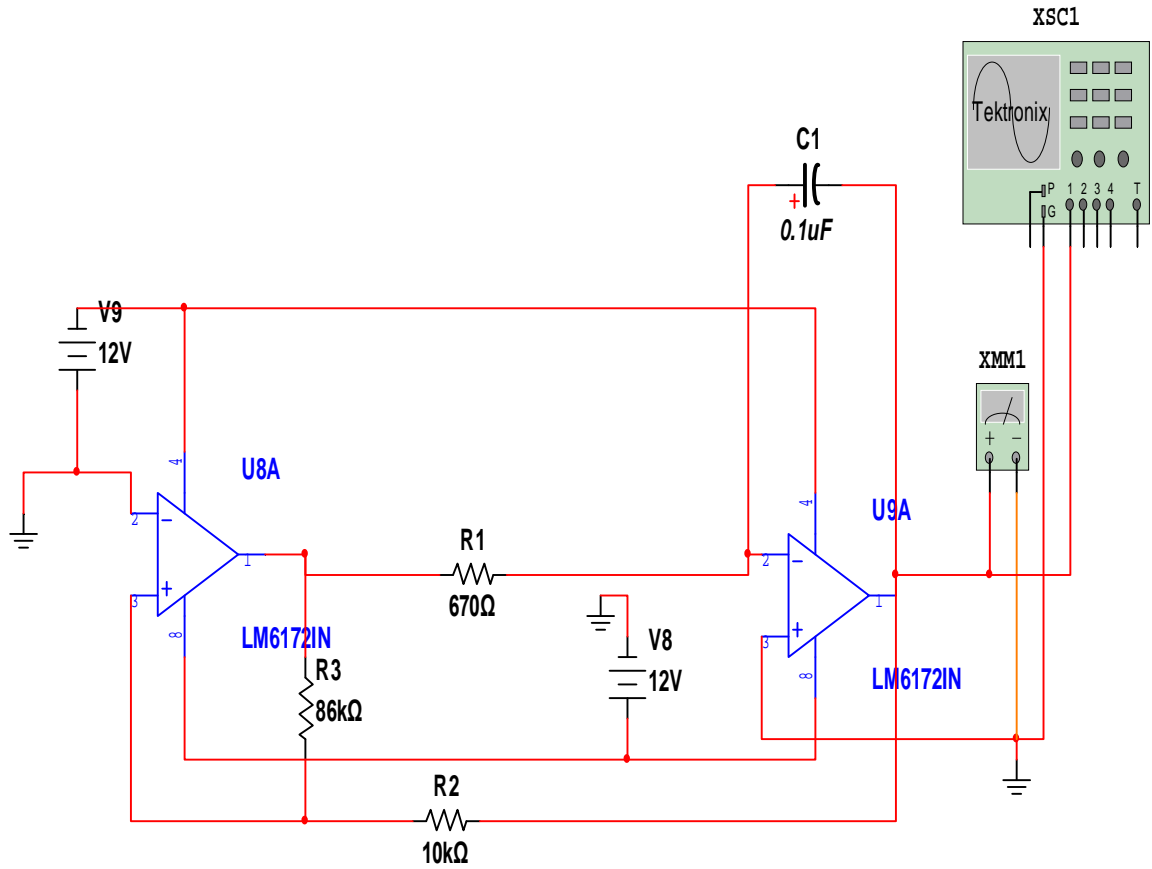 XSC1
Tektronix
P 1 2 3 4 T
G
C1
+
0.1uF
V9
12V
XMM1
+ −
U8A
4
2
−
1
+
3
8
LM6172IN
R1
670Ω
U9A
4
2
−
1
+
3
8
LM6172IN
V8
12V
R3
86kΩ
R2
10kΩ